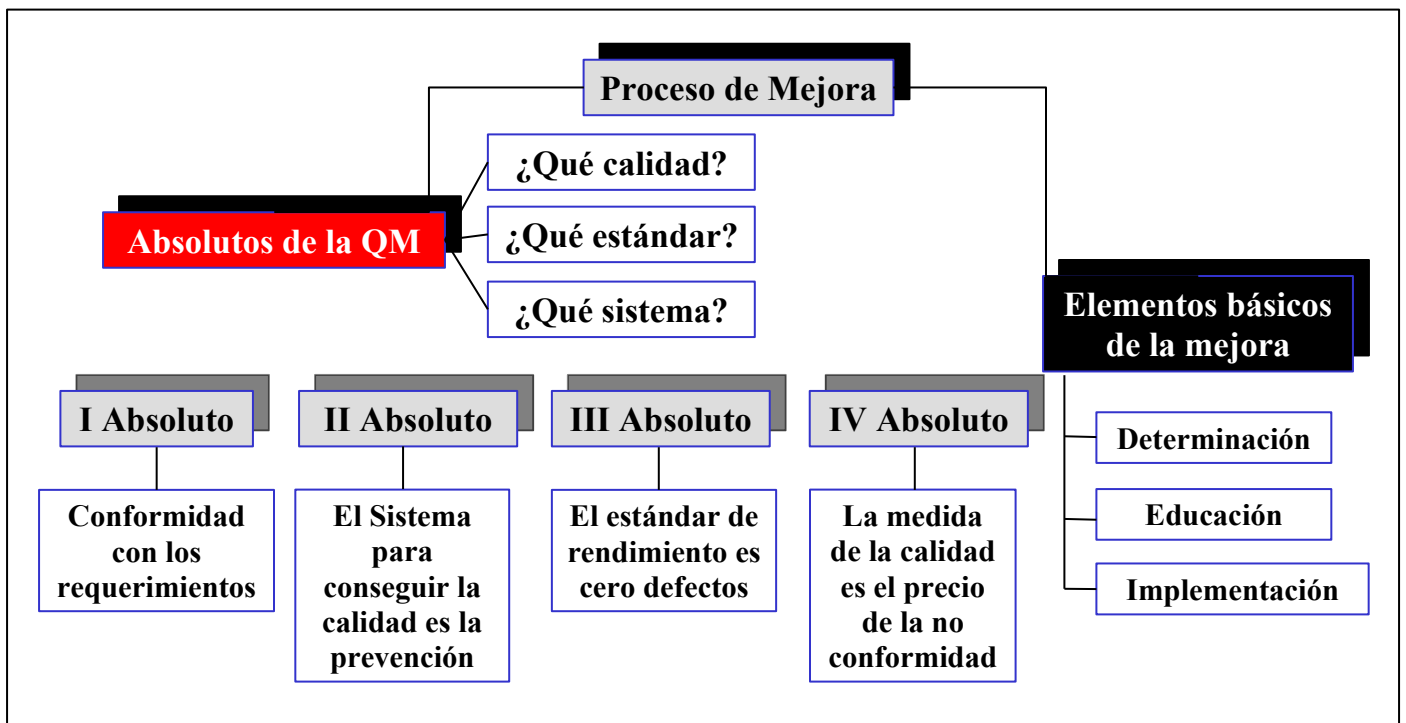 Proceso de Mejora
¿Qué calidad?
Absolutos de la QM
¿Qué estándar?
¿Qué sistema?
Elementos básicos
de la mejora
I Absoluto
II Absoluto
III Absoluto
IV Absoluto
Conformidad
con los
requerimientos
El Sistema
para
conseguir la
calidad es la
prevención
El estándar de
rendimiento es
cero defectos
La medida
de la calidad
es el precio
de la no
conformidad
Determinación
Educación
Implementación